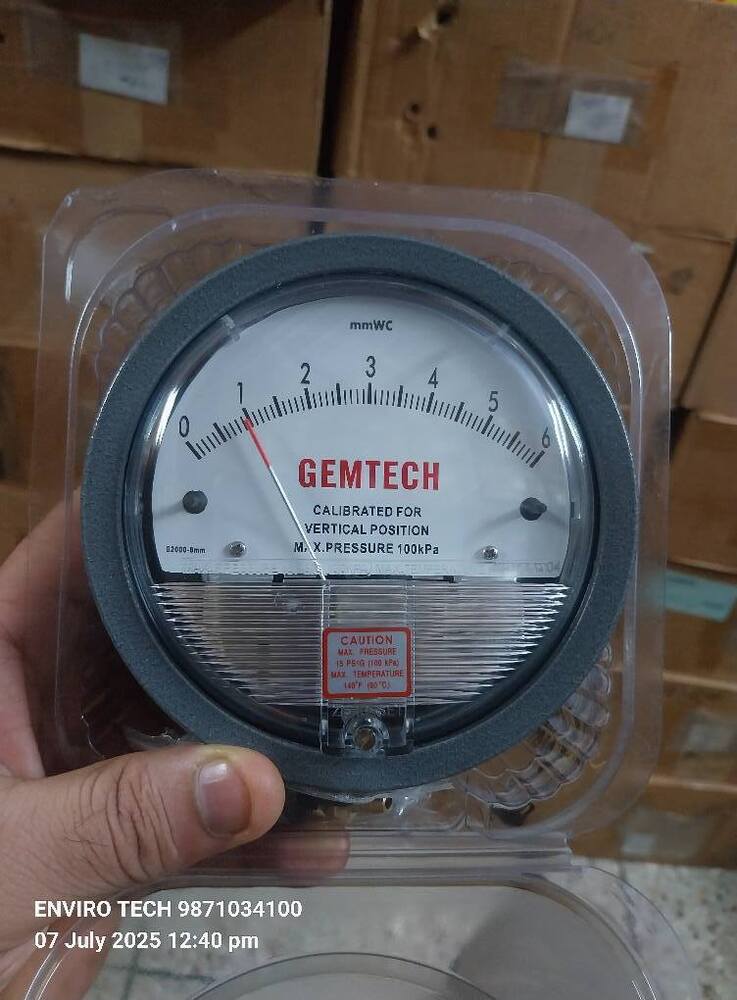 mmWC
0 1 2 3 4 5 6
GEMTECH
CALIBRATED FOR
VERTICAL POSITION
MAX.PRESSURE 100kPa
CAUTION
MAX. PRESSURE
15 PSIG (100 kPa)
MAX. TEMPERATURE
140°F (60°C)
ENVIRO TECH 9871034100
07 July 2025 12:40 pm